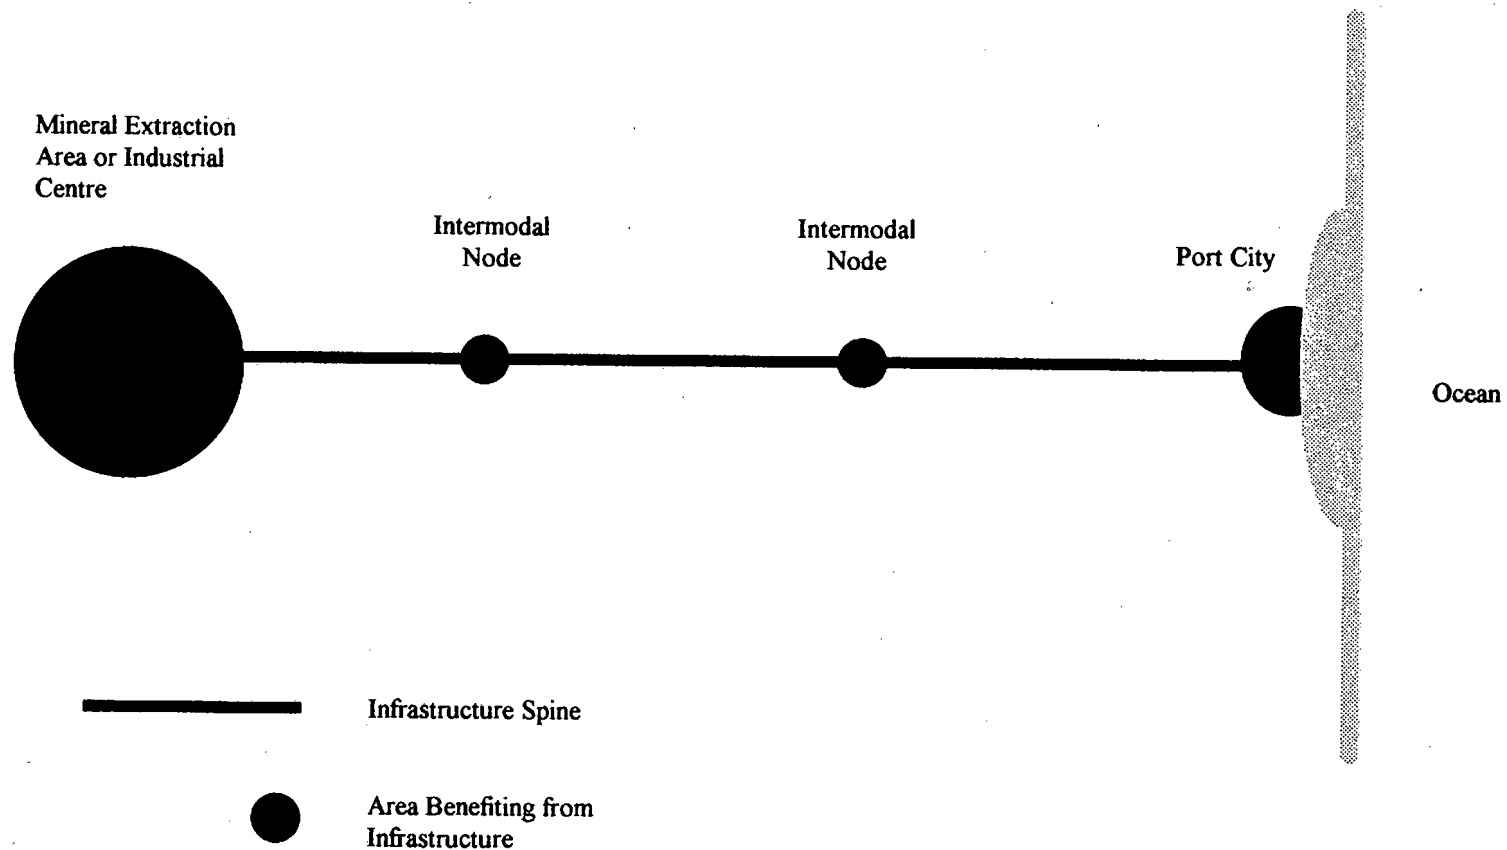 Mineral Extraction
Area or Industrial
Centre
Intermodal
Node
Intermodal
Node
Port City
Ocean
Infrastructure Spine
Area Benefiting from
Infrastructure